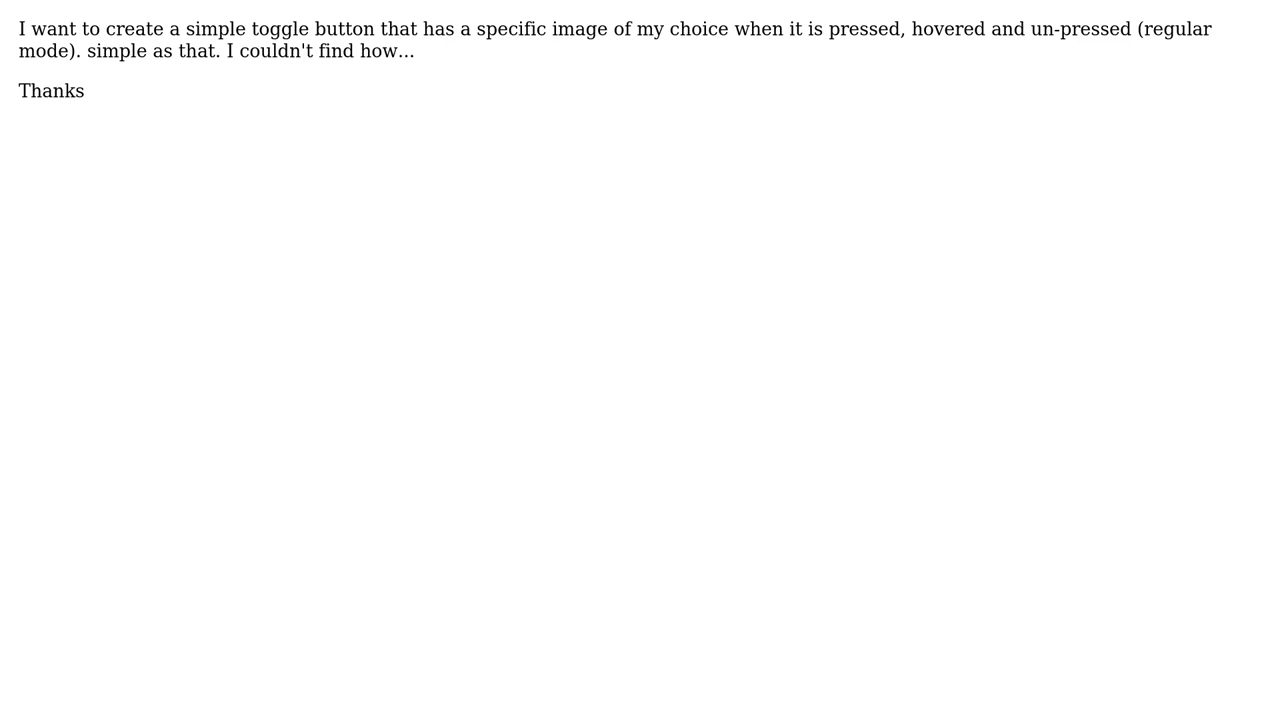 I want to create a simple toggle button that has a specific image of my choice when it is pressed, hovered and un-pressed (regular
mode). simple as that. I couldn't find how...
Thanks